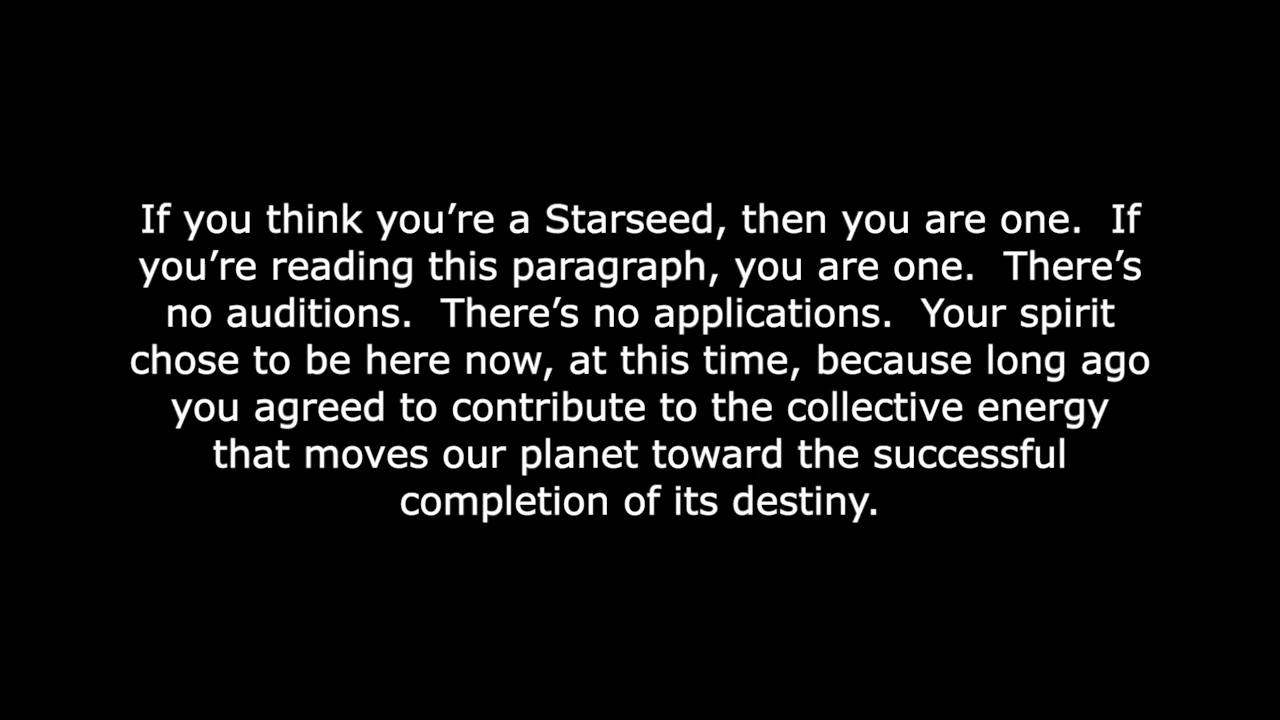 If you think you’re a Starseed, then you are one.  If
you’re reading this paragraph, you are one.  There’s
no auditions.  There’s no applications.  Your spirit
chose to be here now, at this time, because long ago
you agreed to contribute to the collective energy
that moves our planet toward the successful
completion of its destiny.